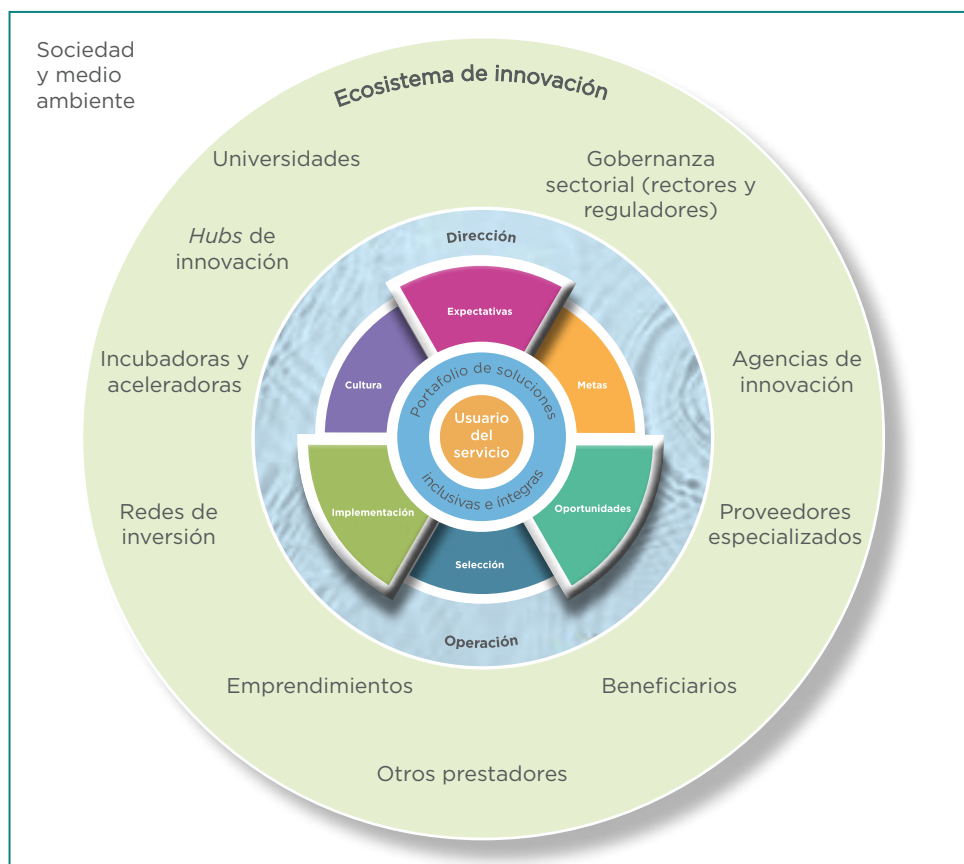 Sociedad
y medio
ambiente
Ecosistema de innovación
Universidades
Gobernanza
sectorial (rectores y
reguladores)
Hubs de
innovación
Dirección
Expectativas
Incubadoras y
aceleradoras
Cultura
Portafolio de soluciones
Metas
Agencias de
innovación
Usuario
del
servicio
inclusivas e integras
Redes de
inversión
Implementación
Oportunidades
Proveedores
especializados
Selección
Operación
Emprendimientos
Beneficiarios
Otros prestadores